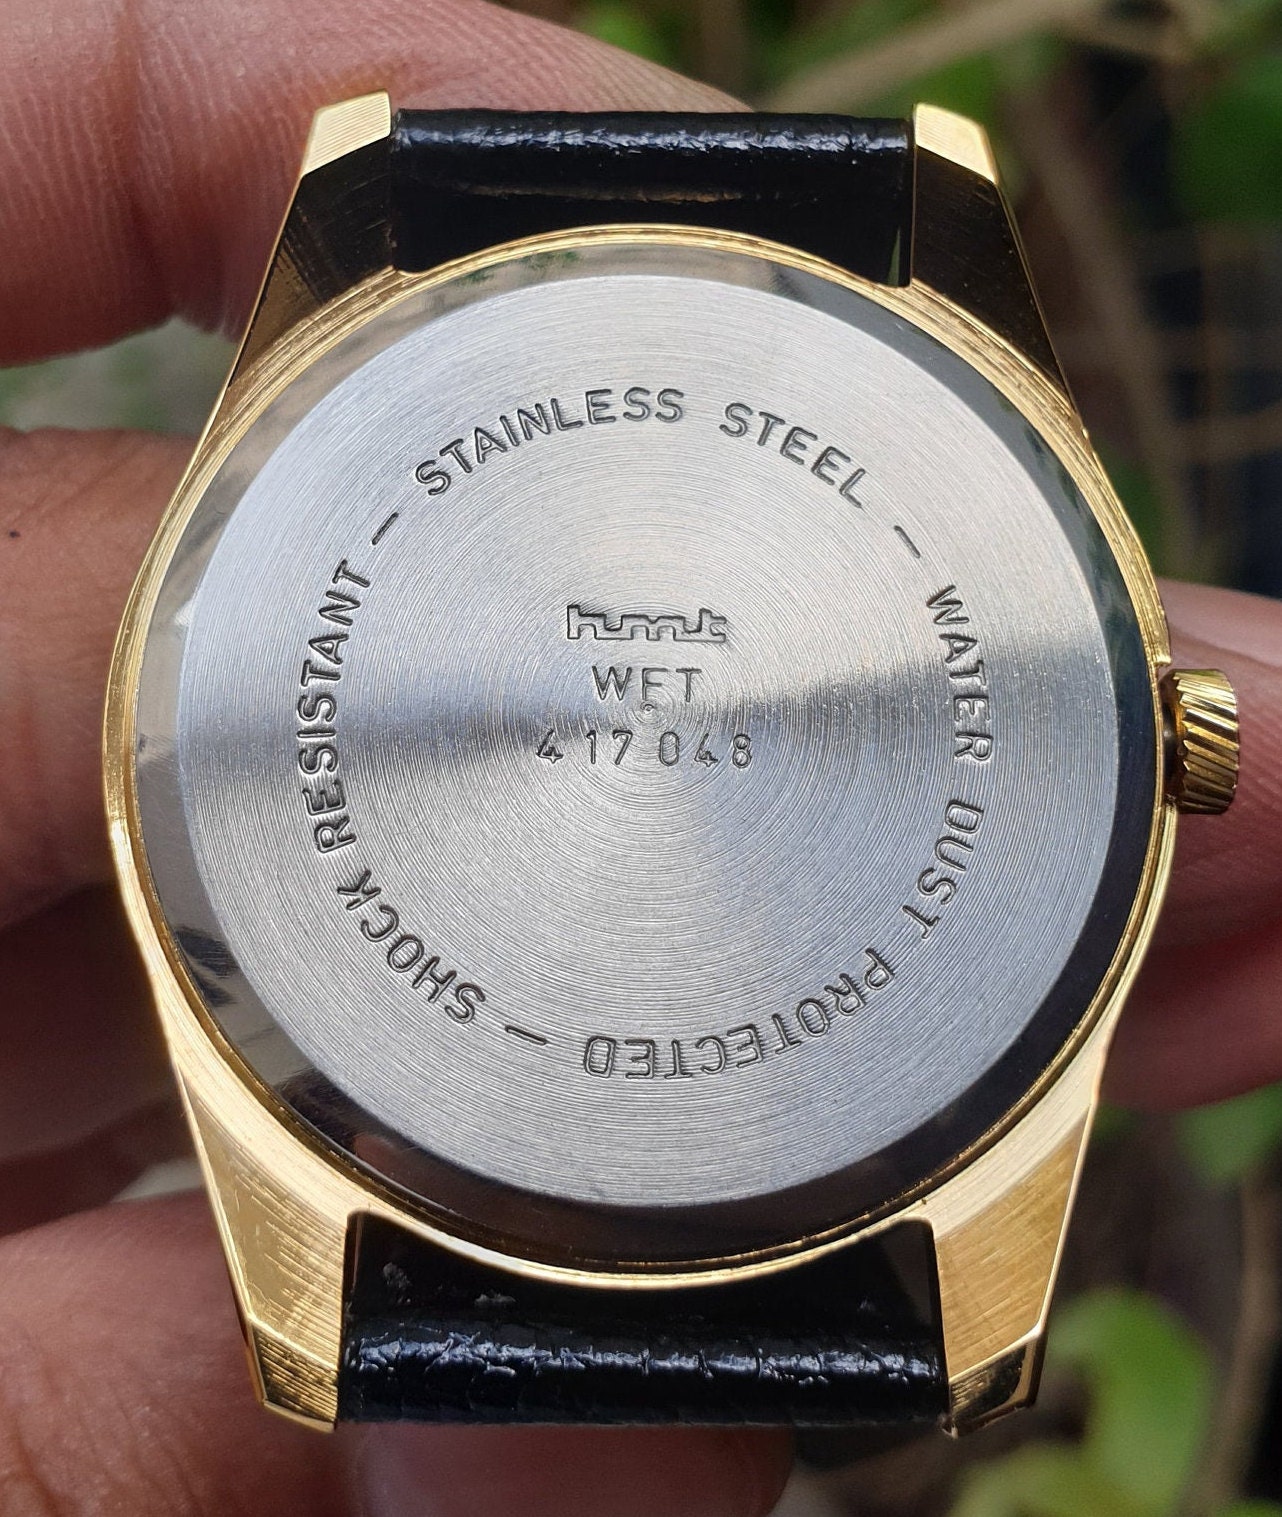 STAINLESS STEEL – WATER DUST PROTECTED – SHOCK RESISTANT –
hmt
WFT
417048